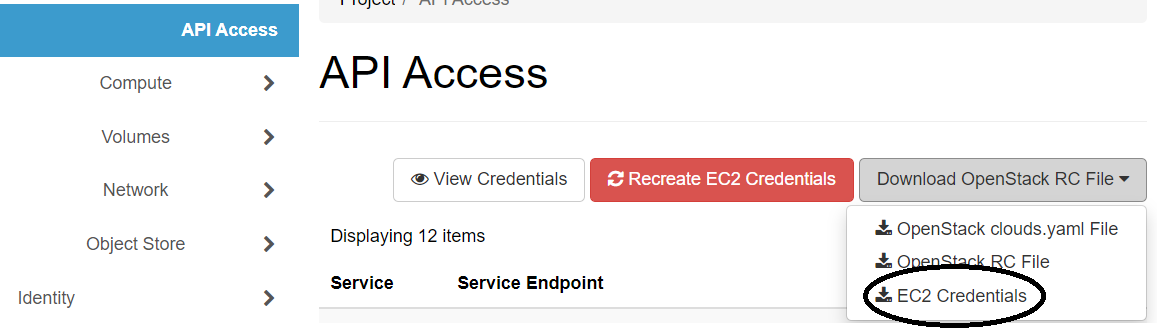 Project / API Access
API Access
Compute
Volumes
Network
Object Store
Identity
API Access
View Credentials
Recreate EC2 Credentials
Download OpenStack RC File
OpenStack clouds.yaml File
OpenStack RC File
EC2 Credentials
Displaying 12 items
Service Service Endpoint